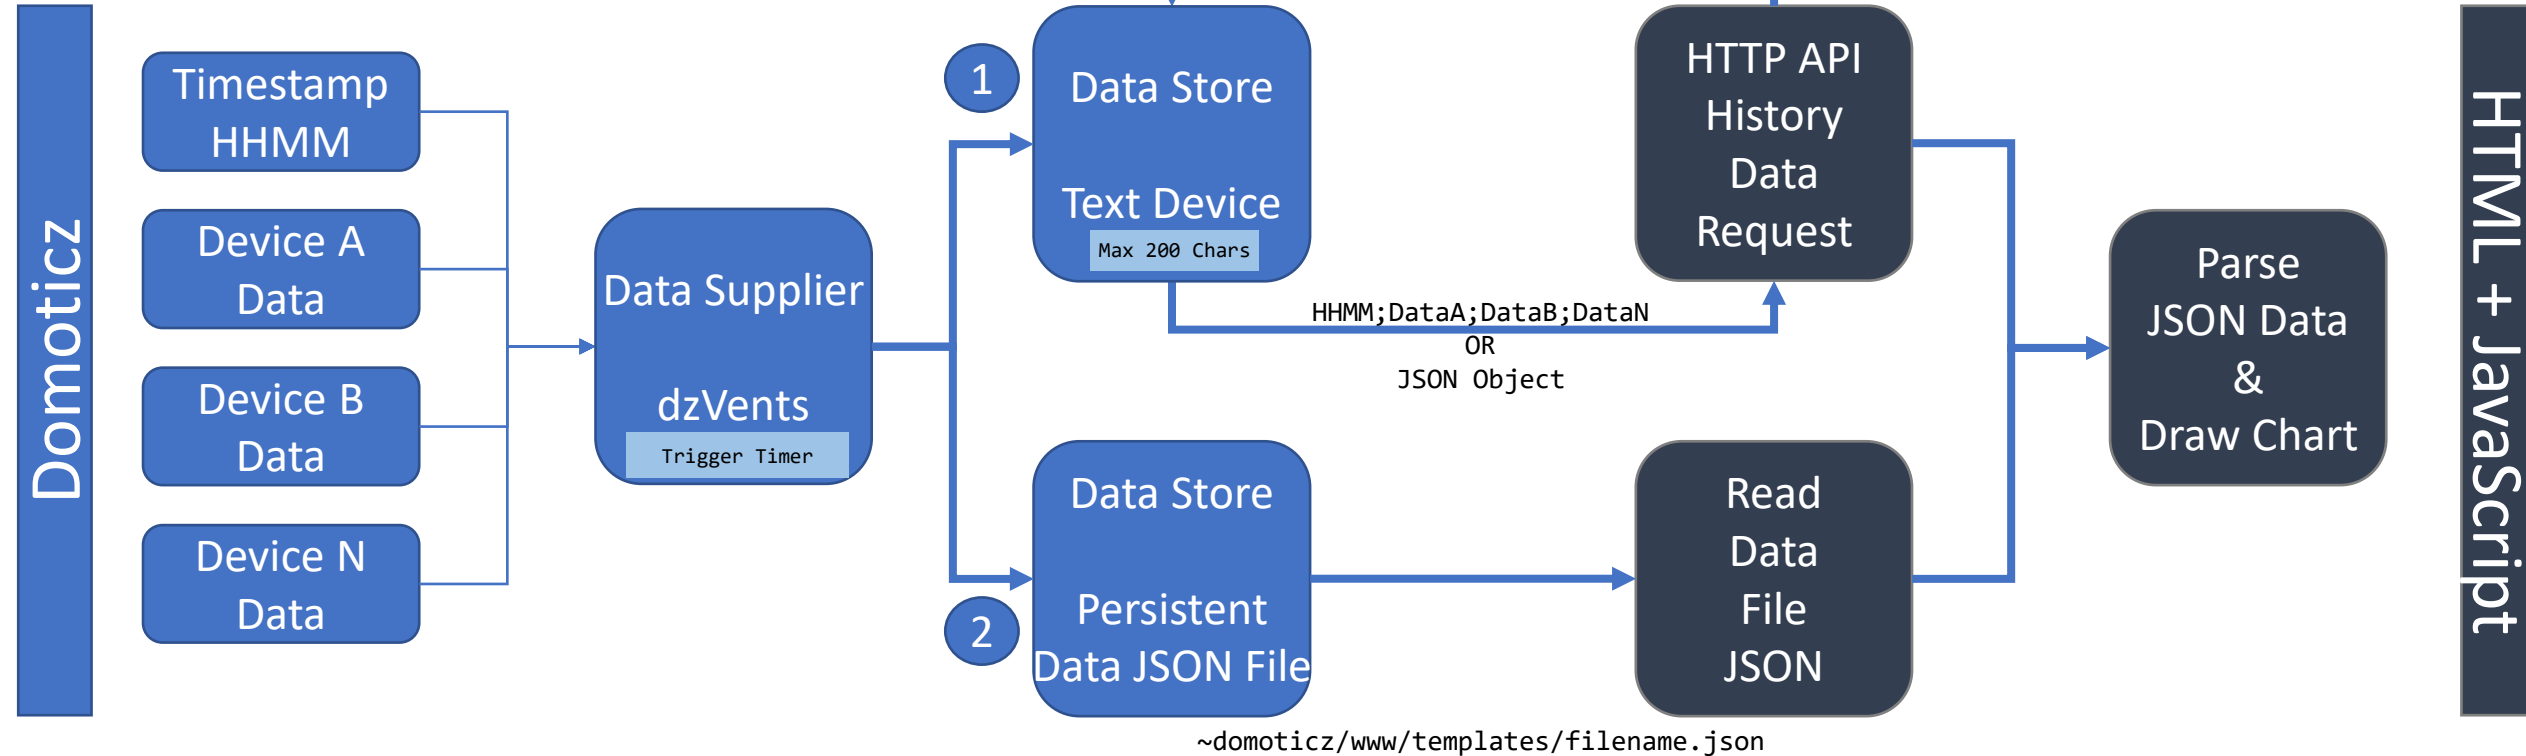 Domoticz
Timestamp
HHMM
Device A
Data
Device B
Data
Device N
Data
Data Supplier
dzVents
Trigger Timer
1
Data Store
Text Device
Max 200 Chars
HHMM;DataA;DataB;DataN
OR
JSON Object
2
Data Store
Persistent
Data JSON File
~domoticz/www/templates/filename.json
HTTP API
History
Data
Request
Read
Data
File
JSON
Parse
JSON Data
&
Draw Chart
HTML + JavaScript